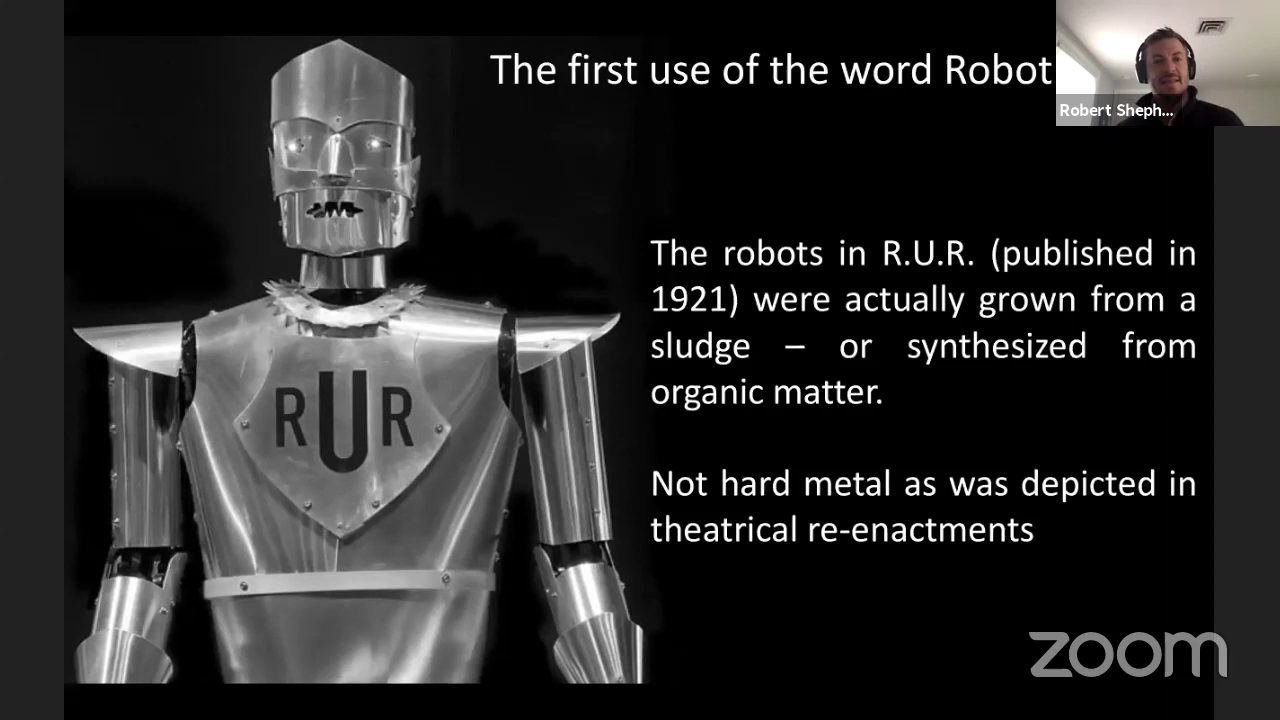 The first use of the word Robot
Robert Sheph...
The robots in R.U.R. (published in
1921) were actually grown from a
sludge – or synthesized from
organic matter.
Not hard metal as was depicted in
theatrical re-enactments
RUR
zoom